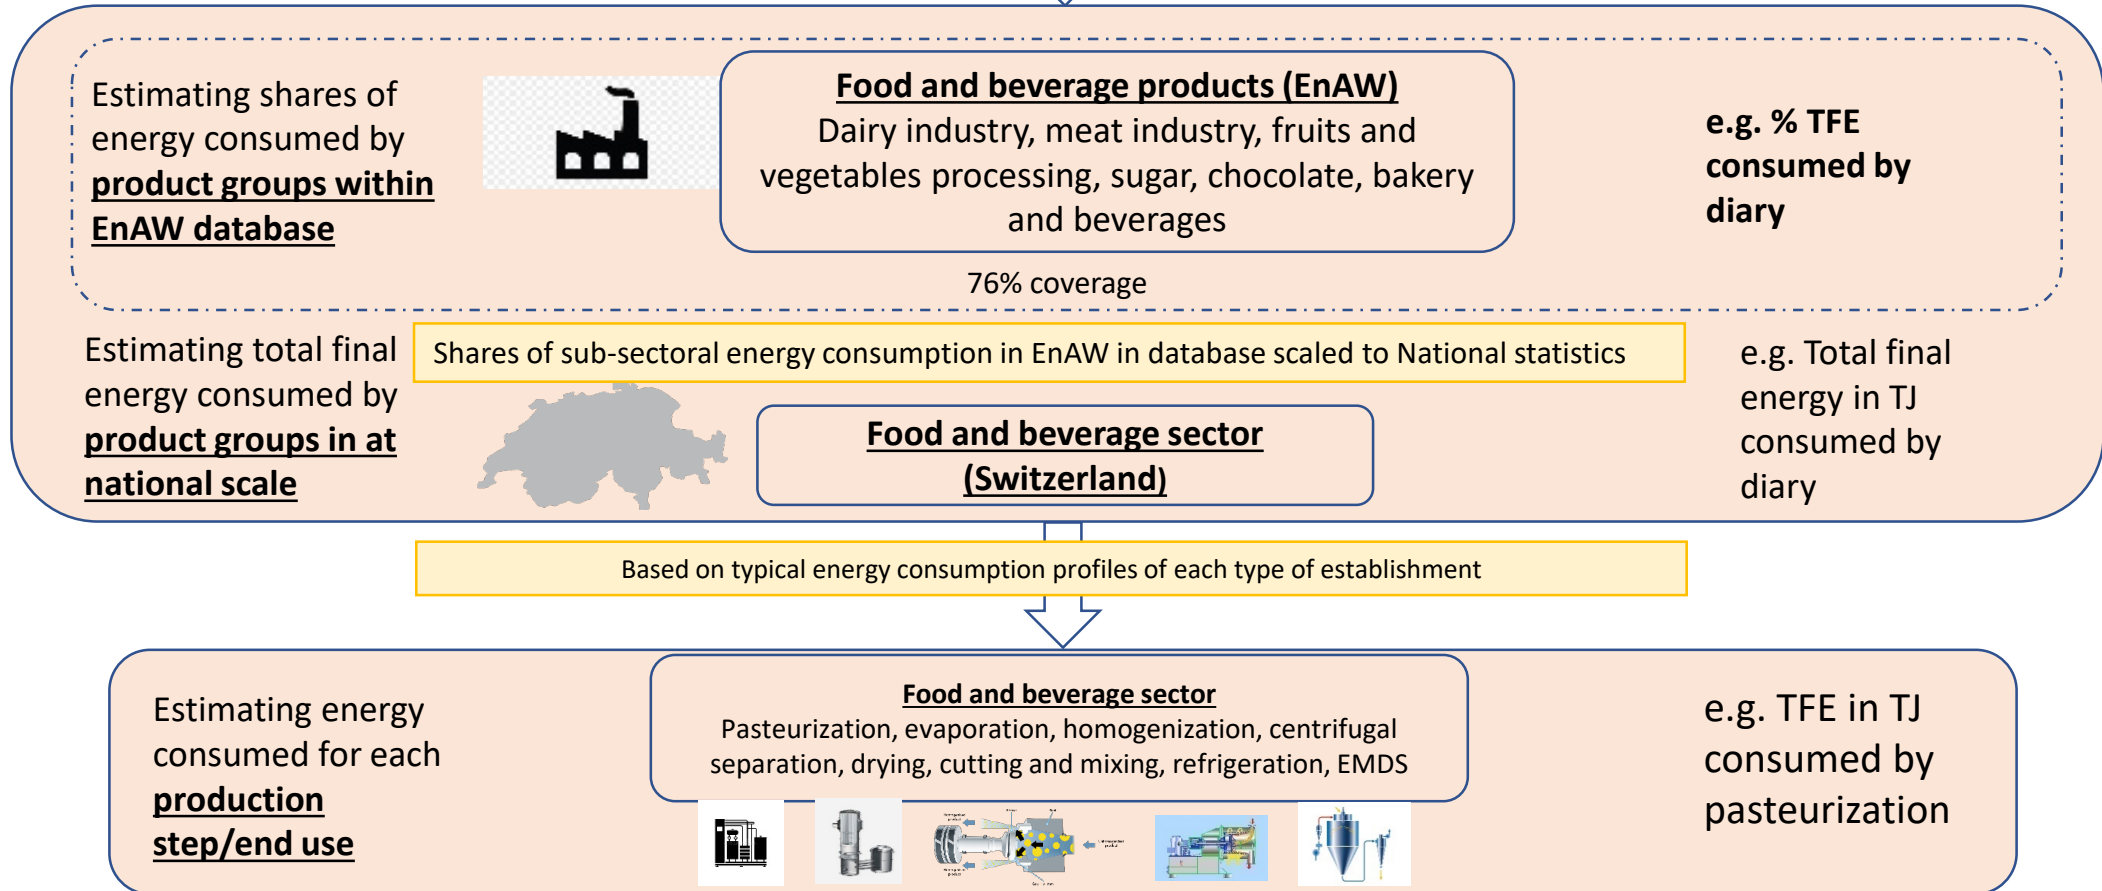 Estimating shares of
energy consumed by
product groups within
EnAW database
Food and beverage products (EnAW)
Dairy industry, meat industry, fruits and
vegetables processing, sugar, chocolate, bakery
and beverages
e.g. % TFE
consumed by
diary
76% coverage
Estimating total final
energy consumed by
product groups in at
national scale
Shares of sub-sectoral energy consumption in EnAW in database scaled to National statistics
Food and beverage sector
(Switzerland)
e.g. Total final
energy in TJ
consumed by
diary
Based on typical energy consumption profiles of each type of establishment
Estimating energy
consumed for each
production
step/end use
Food and beverage sector
Pasteurization, evaporation, homogenization, centrifugal
separation, drying, cutting and mixing, refrigeration, EMDS
e.g. TFE in TJ
consumed by
pasteurization